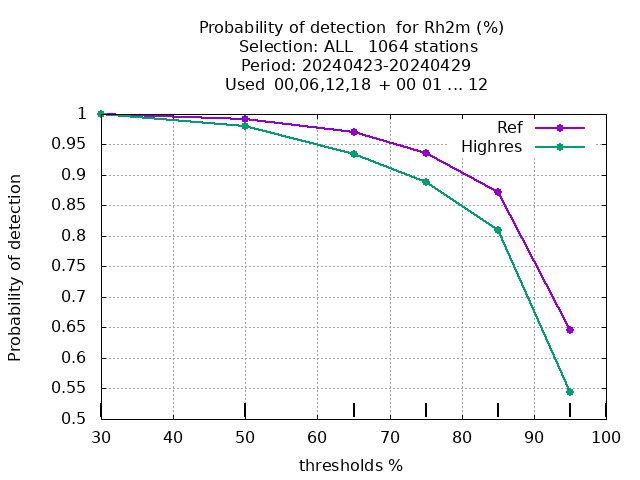 Probability of detection  for Rh2m (%)
Selection: ALL   1064 stations
Period: 20240423-20240429
Used  00,06,12,18  + 00 01 ... 12
Ref
Highres
1
0.95
0.9
0.85
0.8
0.75
0.7
0.65
0.6
0.55
0.5
Probability of detection
30 40 50 60 70 80 90 100
thresholds %